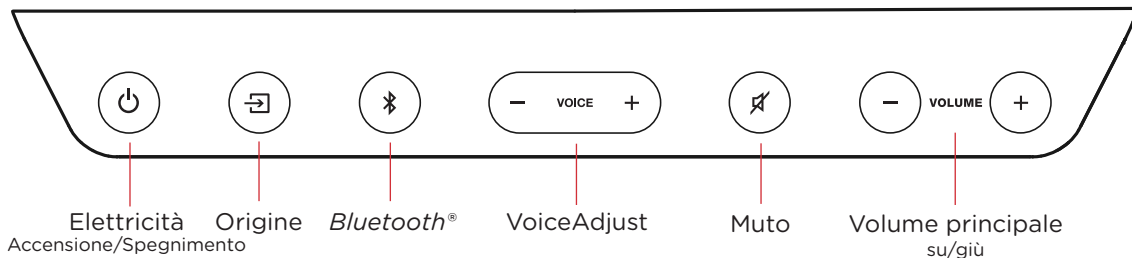 − VOICE + − VOLUME +
Elettricità Origine Bluetooth® VoiceAdjust Muto Volume principale
Accensione/Spegnimento su/giù